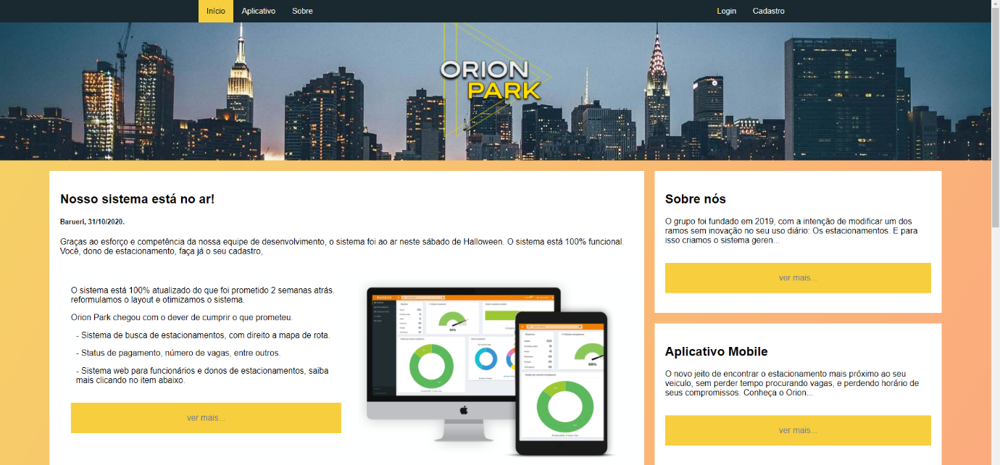 Início Aplicativo Sobre Login Cadastro
ORION
PARK
Nosso sistema está no ar!
Barueri, 31/10/2020.
Graças ao esforço e competência da nossa equipe de desenvolvimento, o sistema foi ao ar neste sábado de Halloween. O sistema está 100% funcional.
Você, dono de estacionamento, faça já o seu cadastro,
O sistema está 100% atualizado do que foi prometido 2 semanas atrás.
reformulamos o layout e otimizamos o sistema.
Orion Park chegou com o dever de cumprir o que prometeu.
- Sistema de busca de estacionamentos, com direito a mapa de rota.
- Status de pagamento, número de vagas, entre outros.
- Sistema web para funcionários e donos de estacionamentos, saiba
mais clicando no item abaixo.
ver mais...
88%
88%
Sobre nós
O grupo foi fundado em 2019, com a intenção de modificar um dos
ramos sem inovação no seu uso diário: Os estacionamentos. E para
isso criamos o sistema geren...
ver mais...
Aplicativo Mobile
O novo jeito de encontrar o estacionamento mais próximo ao seu
veiculo, sem perder tempo procurando vagas, e perdendo horário de
seus compromissos. Conheça o Orion...
ver mais...